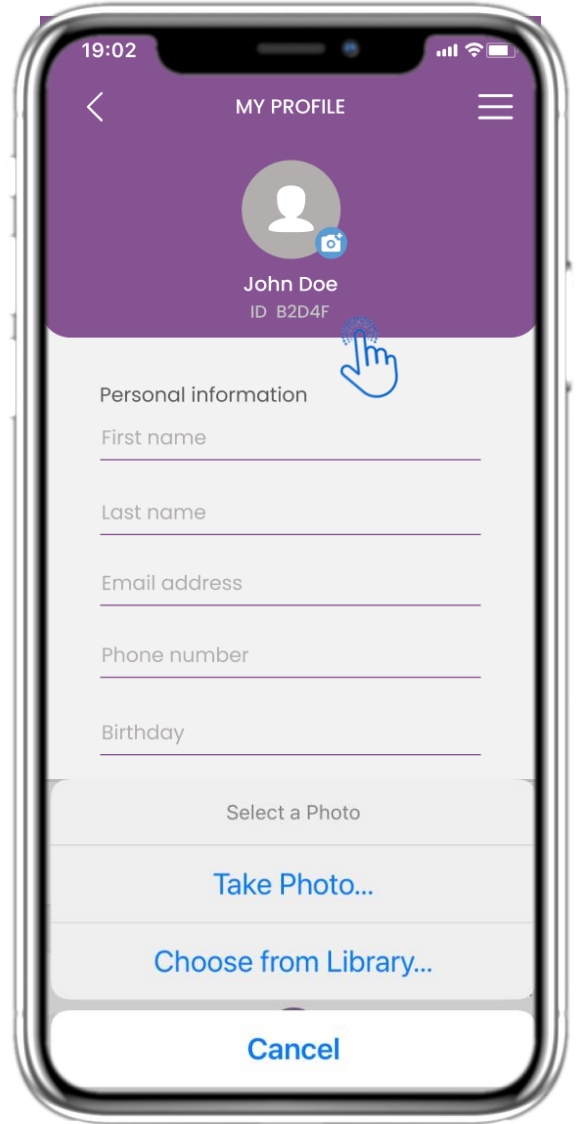 19:02
MY PROFILE
John Doe
ID B2D4F
Personal information
First name
Last name
Email address
Phone number
Birthday
Select a Photo
Take Photo...
Choose from Library...
Cancel